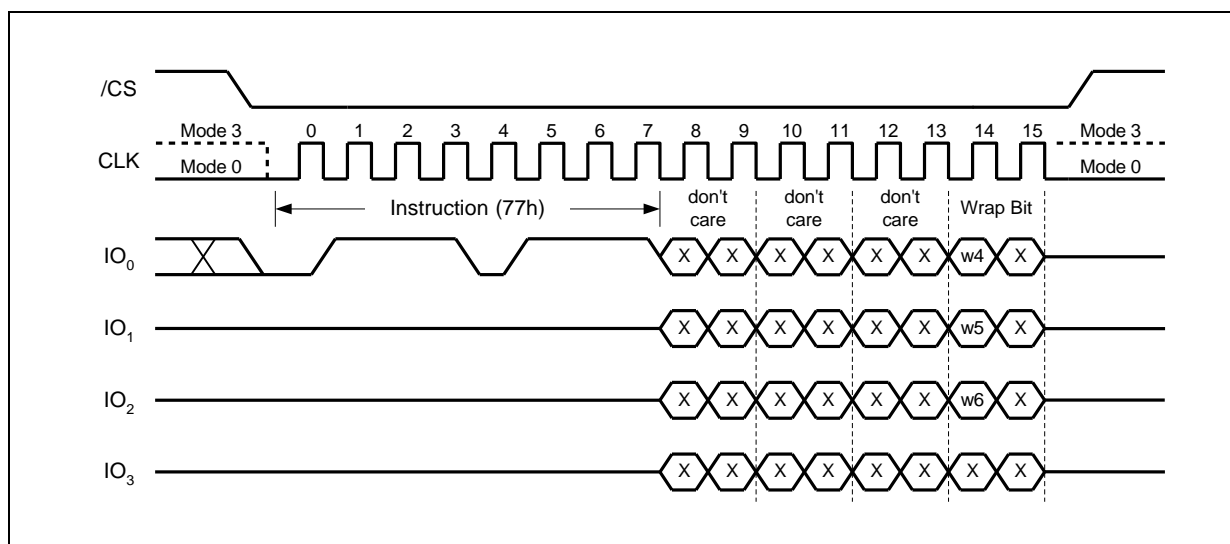 /CS
Mode 3 0 1 2 3 4 5 6 7 8 9 10 11 12 13 14 15 Mode 3
CLK
Mode 0 Mode 0
Instruction (77h) don't care don't care don't care Wrap Bit
IO0 X X X X X X w4 X
IO1 X X X X X X w5 X
IO2 X X X X X X w6 X
IO3 X X X X X X X X